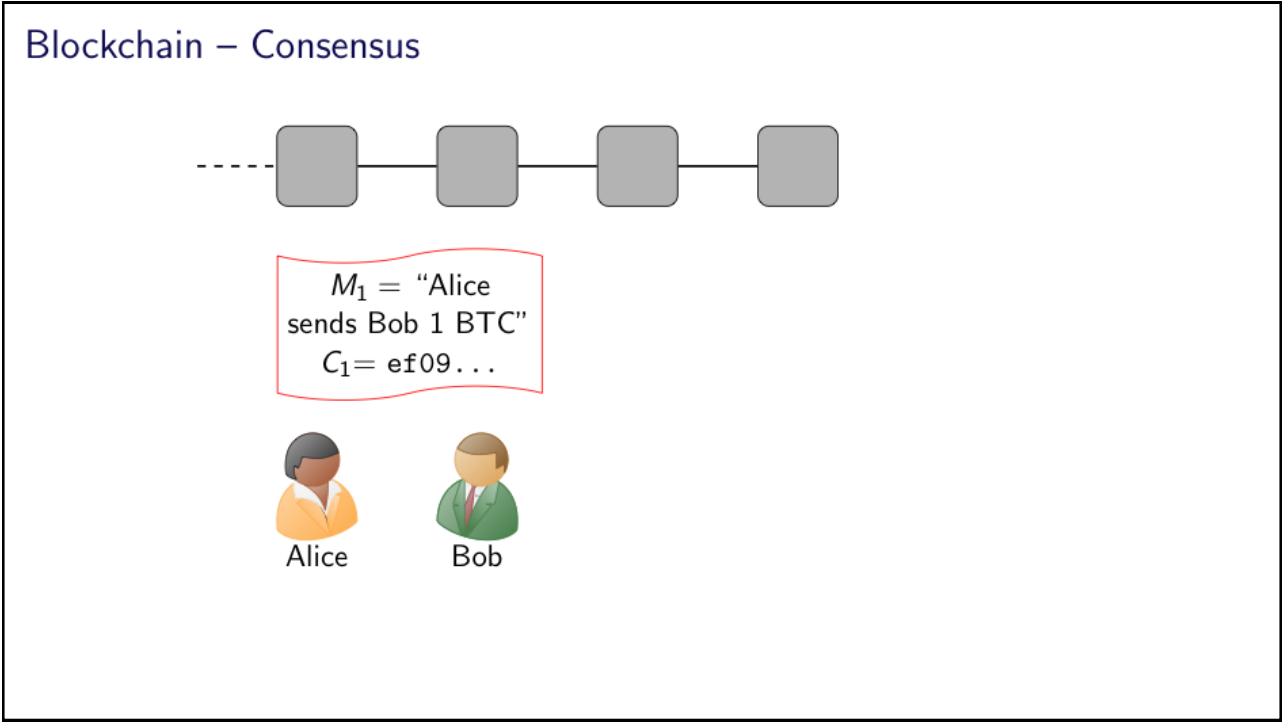 Blockchain – Consensus
M₁ = “Alice
sends Bob 1 BTC”
C₁= ef09...
Alice
Bob